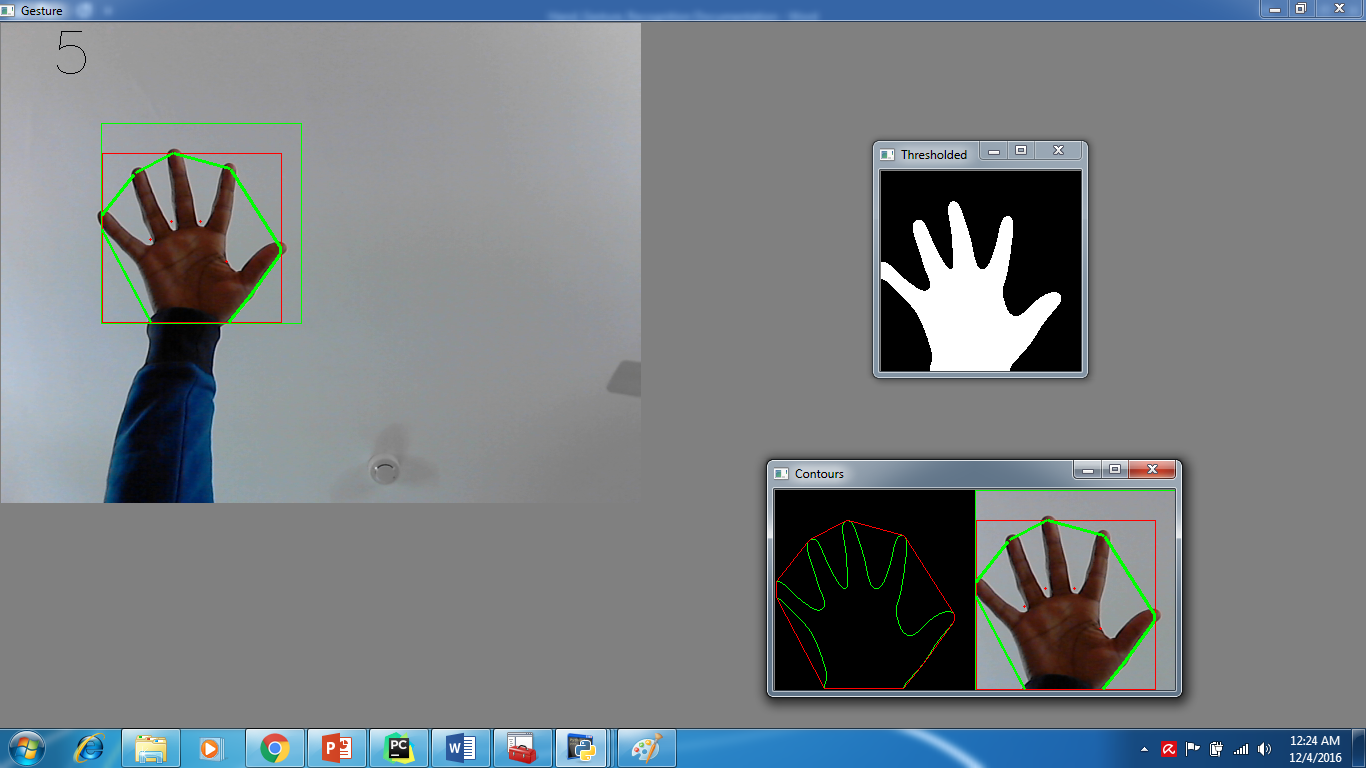 Gesture
5
Thresholded
Contours
12:24 AM
12/4/2016